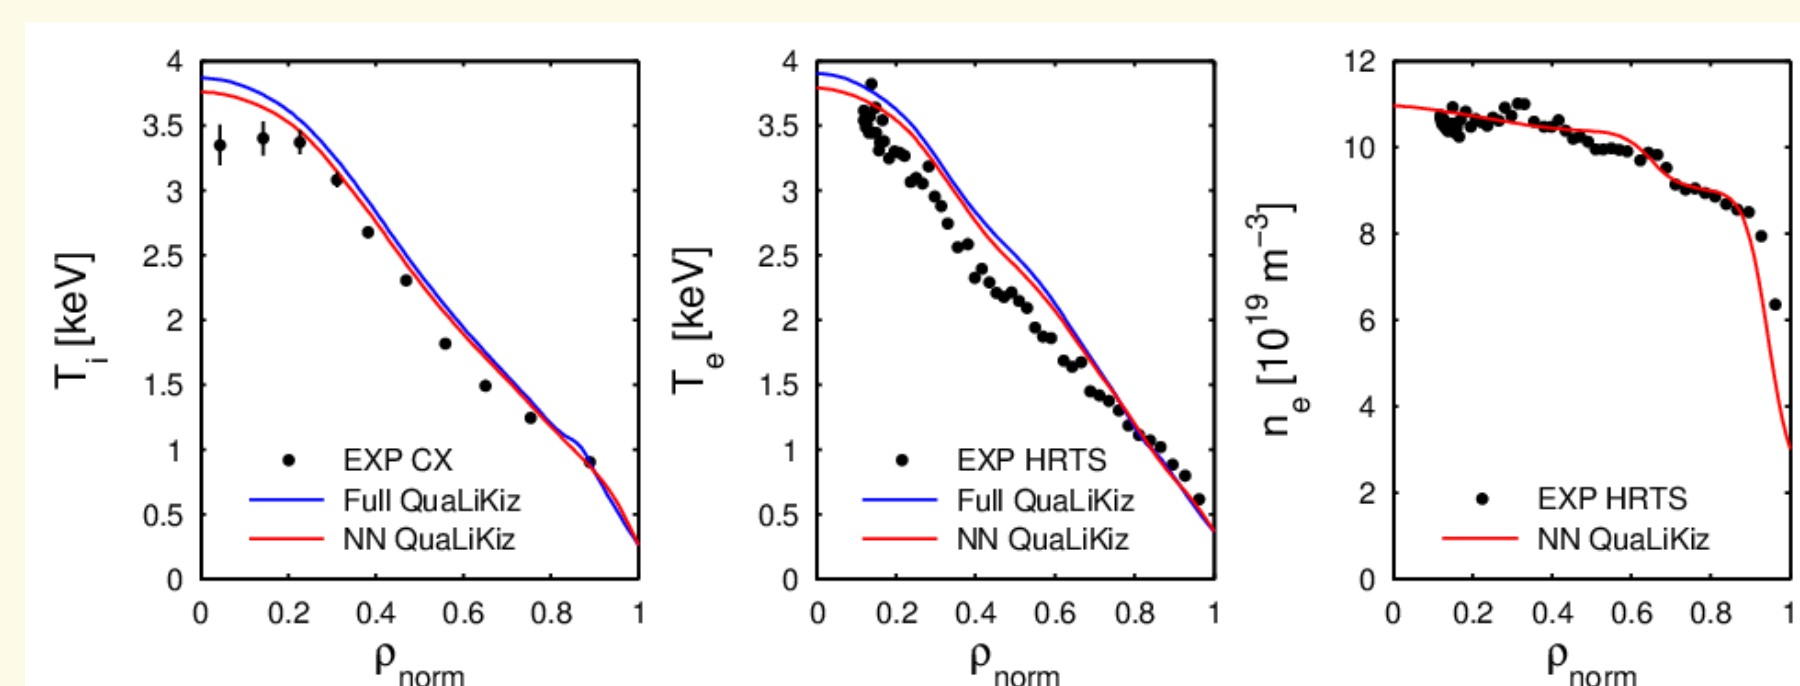 4
3.5
3
2.5
2
1.5
1
0.5
0
0 0.2 0.4 0.6 0.8 1
T_i [keV]
ρ_norm
EXP CX
Full QuaLiKiz
NN QuaLiKiz
4
3.5
3
2.5
2
1.5
1
0.5
0
0 0.2 0.4 0.6 0.8 1
T_e [keV]
ρ_norm
EXP HRTS
Full QuaLiKiz
NN QuaLiKiz
12
10
8
6
4
2
0
0 0.2 0.4 0.6 0.8 1
n_e [10^19 m^−3]
ρ_norm
EXP HRTS
NN QuaLiKiz